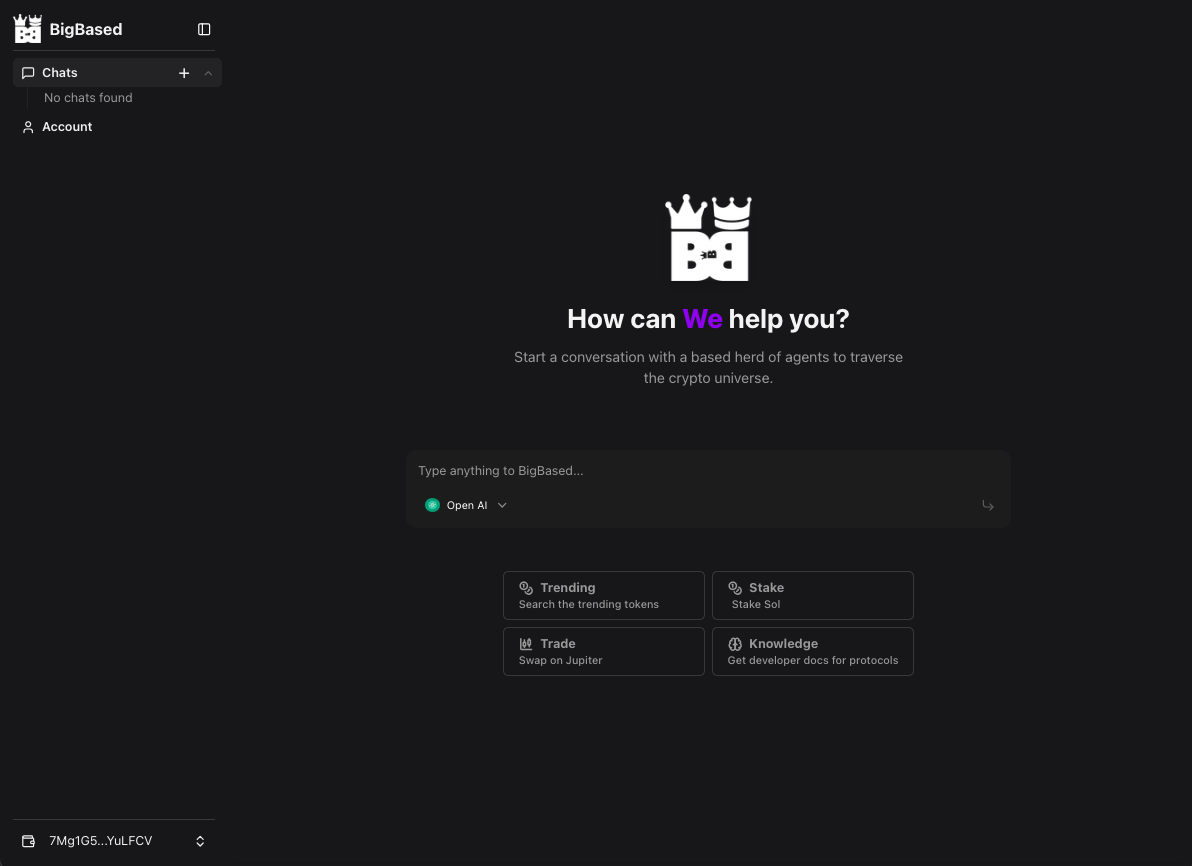 BigBased
Chats
No chats found
Account
How can We help you?
Start a conversation with a based herd of agents to traverse
the crypto universe.
Type anything to BigBased...
Open AI
Trending
Search the trending tokens
Stake
Stake Sol
Trade
Swap on Jupiter
Knowledge
Get developer docs for protocols
7Mg1G5...YuLFCV